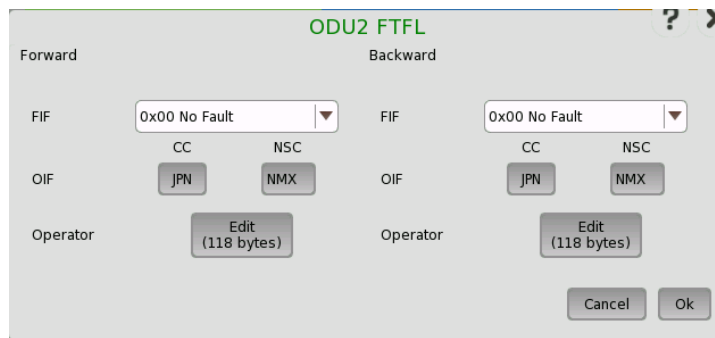 ODU2 FTFL
?
Forward Backward
FIF 0x00 No Fault FIF 0x00 No Fault
CC NSC CC NSC
OIF JPN NMX OIF JPN NMX
Operator Edit (118 bytes) Operator Edit (118 bytes)
Cancel Ok